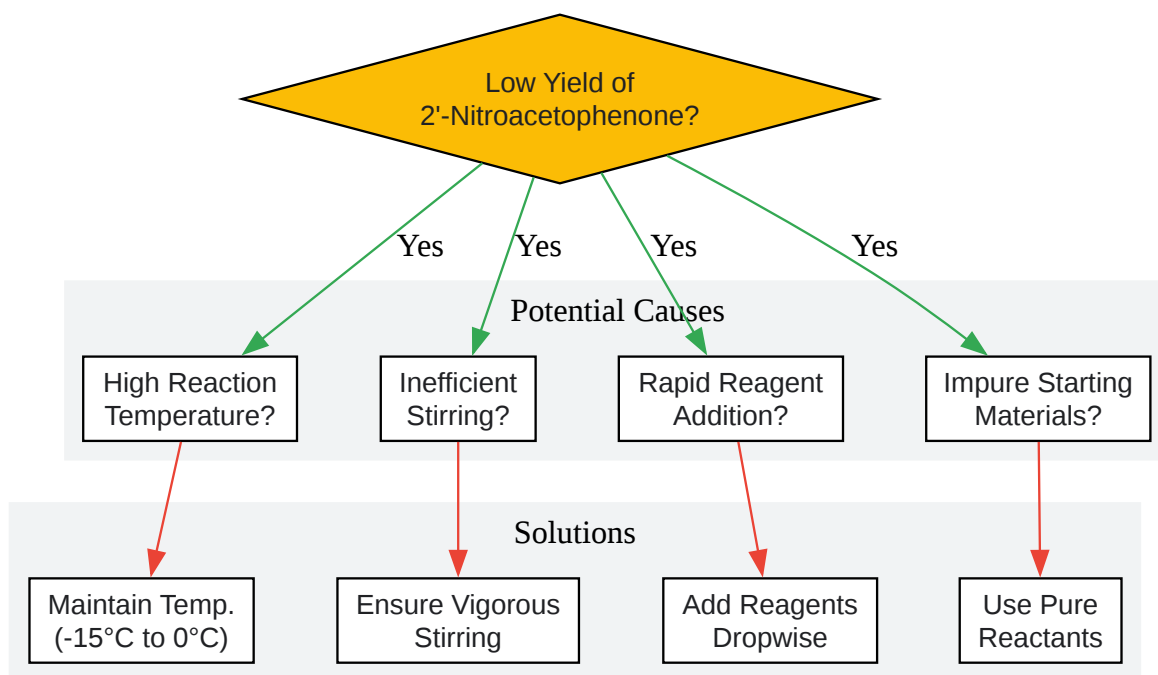 Low Yield of
2'-Nitroacetophenone?
Yes
Yes
Yes
Yes
Potential Causes
High Reaction
Temperature?
Inefficient
Stirring?
Rapid Reagent
Addition?
Impure Starting
Materials?
Solutions
Maintain Temp.
(-15°C to 0°C)
Ensure Vigorous
Stirring
Add Reagents
Dropwise
Use Pure
Reactants